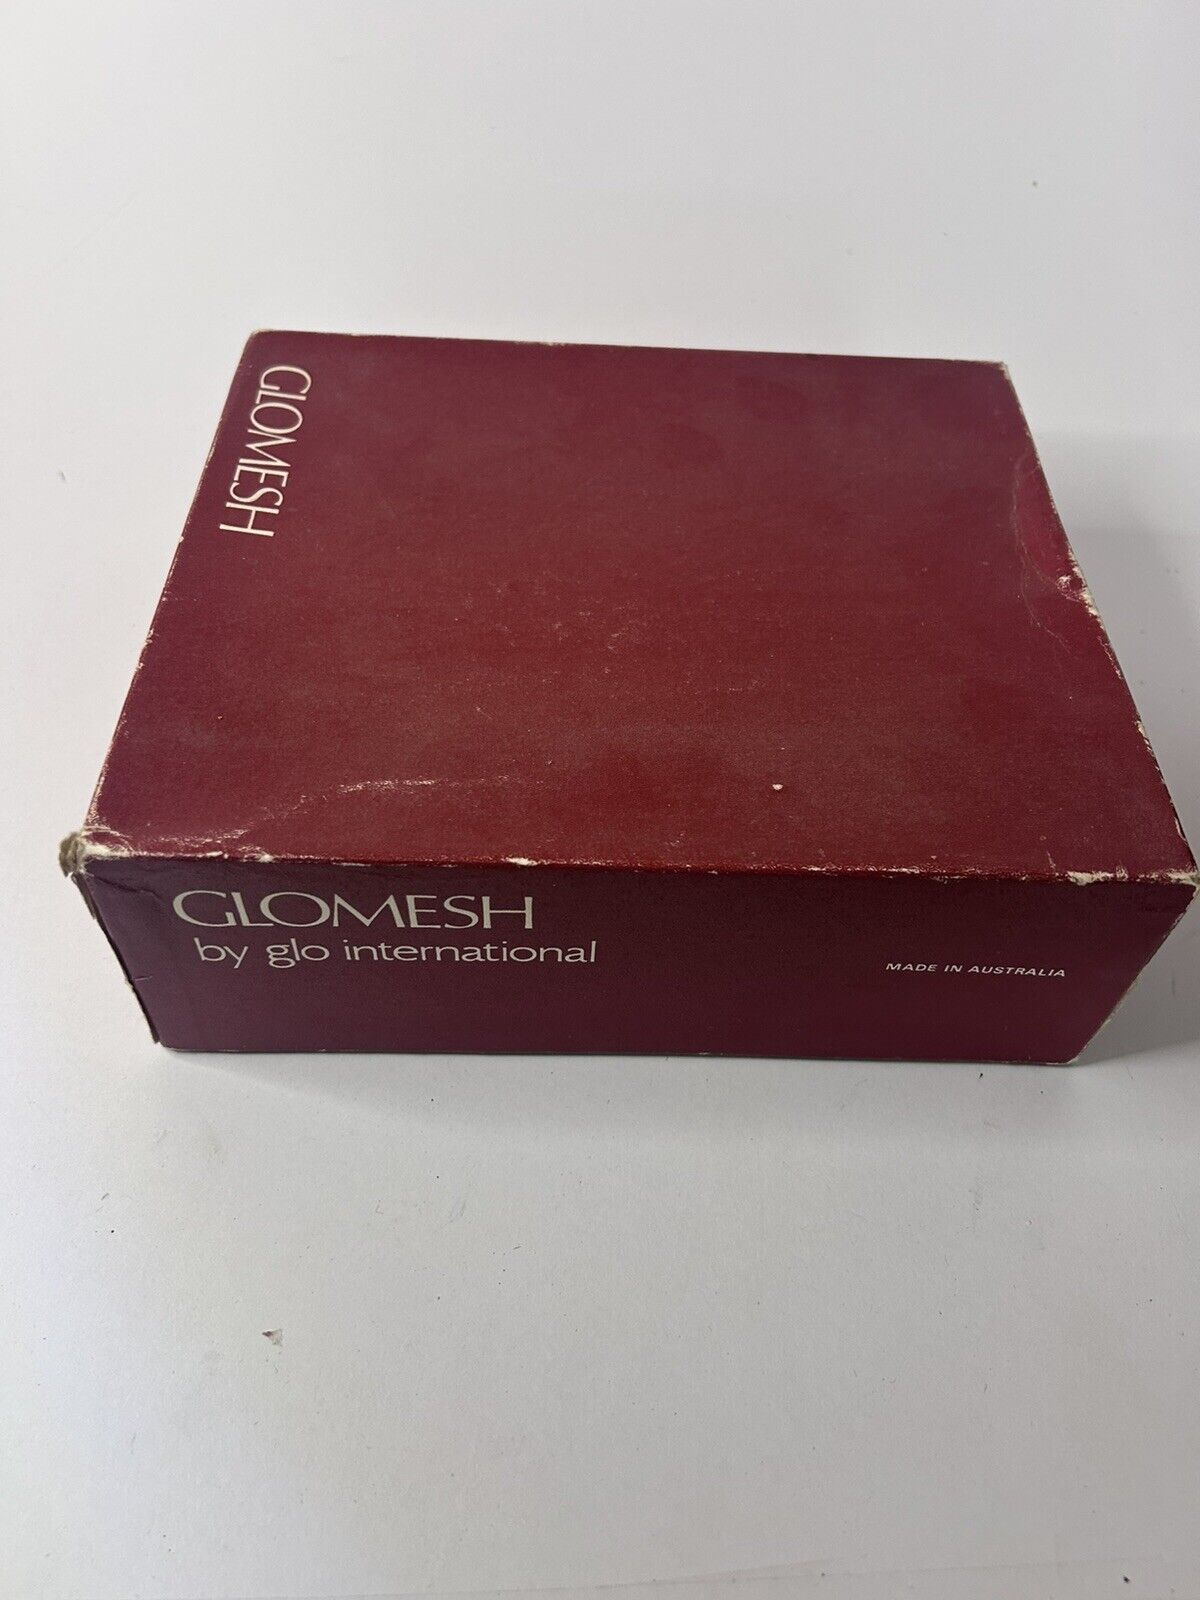 GLOMESH
GLOMESH
by glo international
MADE IN AUSTRALIA